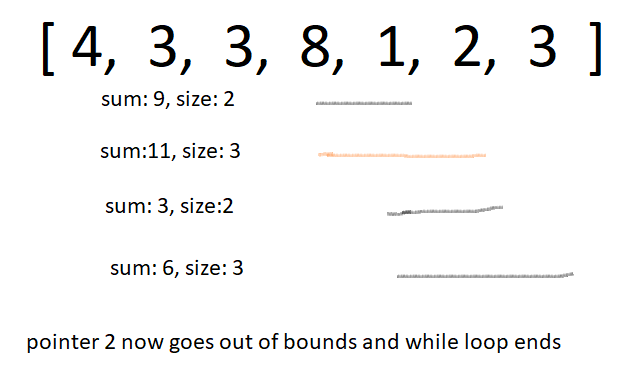 [ 4, 3, 3, 8, 1, 2, 3 ]
sum: 9, size: 2
sum:11, size: 3
sum: 3, size:2
sum: 6, size: 3
pointer 2 now goes out of bounds and while loop ends